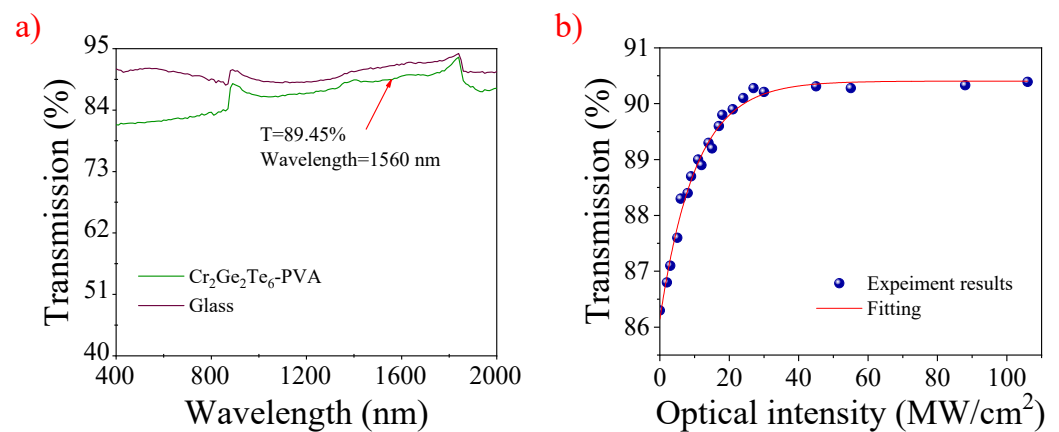 a)
Transmission (%)
95
84
73
62
51
40
T=89.45%
Wavelength=1560 nm
Cr₂Ge₂Te₆-PVA
Glass
400
800
1200
1600
2000
Wavelength (nm)
b)
Transmission (%)
91
90
89
88
87
86
Expeiment results
Fitting
0
20
40
60
80
100
Optical intensity (MW/cm²)